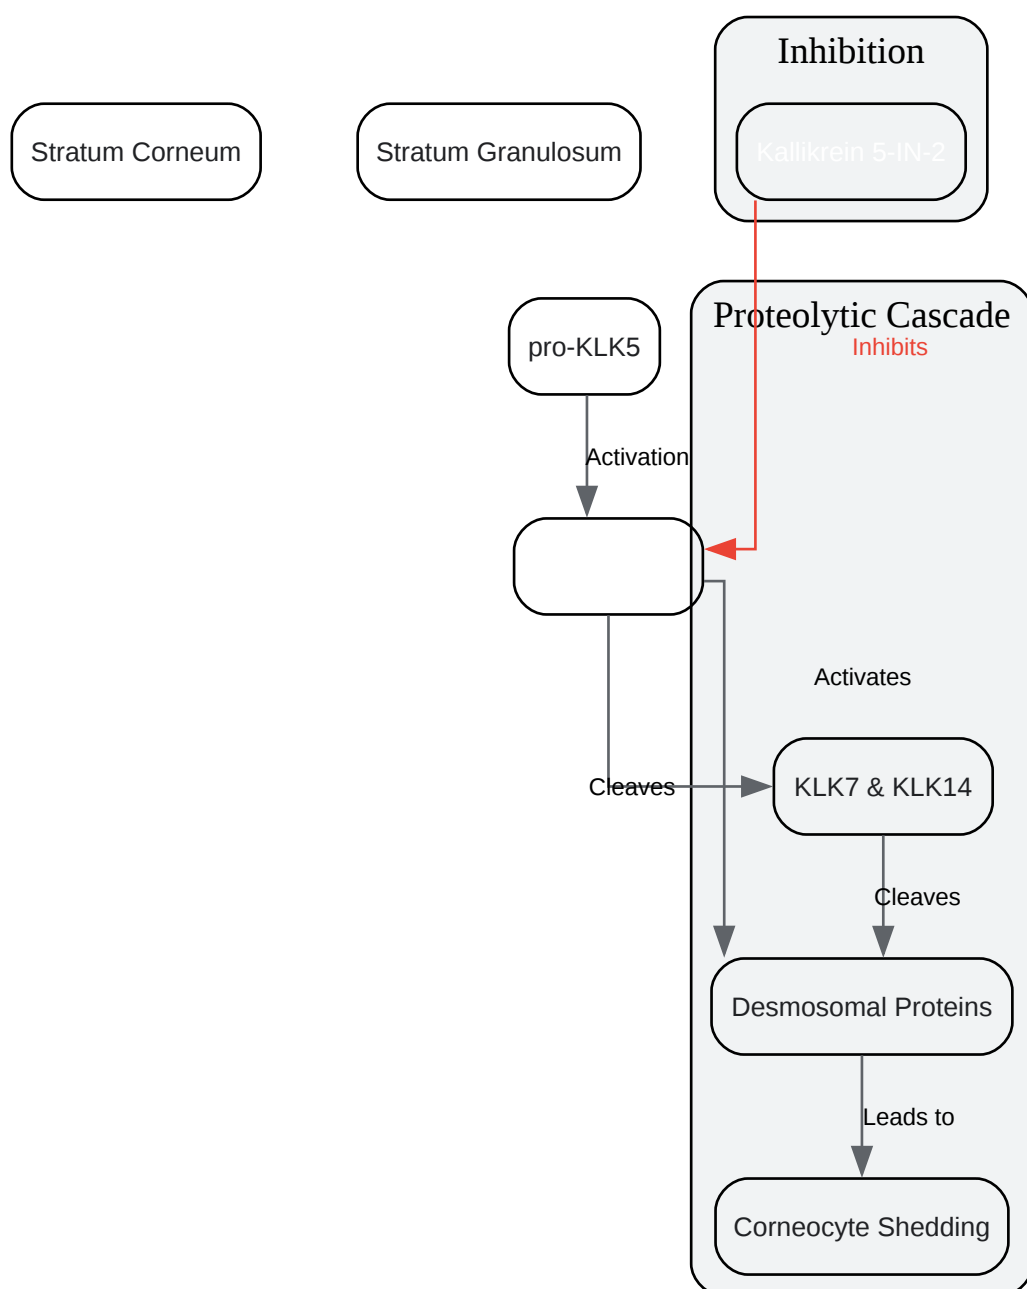 Inhibition
Stratum Corneum
Stratum Granulosum
Kallikrein 5-IN-2
Proteolytic Cascade
Inhibits
pro-KLK5
Activation
Activates
Cleaves
KLK7 & KLK14
Cleaves
Desmosomal Proteins
Leads to
Corneocyte Shedding